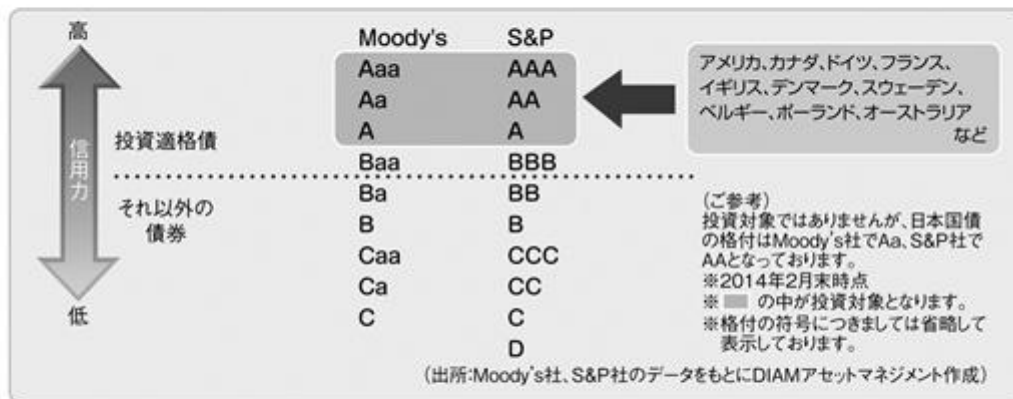 高
Moody's S&P
Aaa AAA
Aa AA
A A
Baa BBB
Ba BB
B B
Caa CCC
Ca CC
C C
D
信用力
投資適格債
それ以外の
債券
低
アメリカ、カナダ、ドイツ、フランス、
イギリス、デンマーク、スウェーデン、
ベルギー、ポーランド、オーストラリア
など
(ご参考)
投資対象ではありませんが、日本国債
の格付はMoody's社でAa、S&P社で
AAとなっております。
※2014年2月末時点
※ の中が投資対象となります。
※格付の符号につきましては省略して
表示しております。
(出所:Moody's社、S&P社のデータをもとにDIAMアセットマネジメント作成)